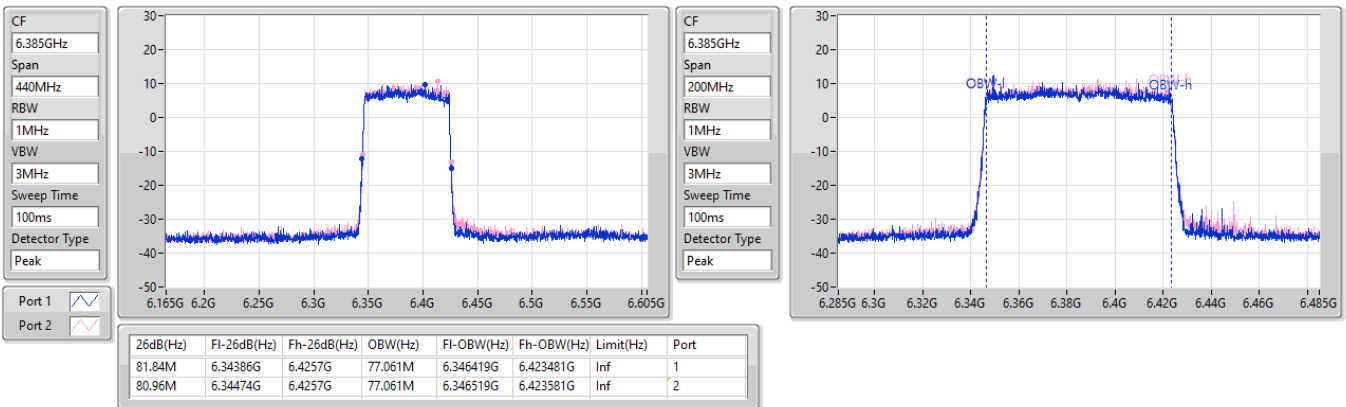 CF
6.385GHz
Span
440MHz
RBW
1MHz
VBW
3MHz
Sweep Time
100ms
Detector Type
Peak
30
20
10
0
-10
-20
-30
-40
-50
6.165G 6.2G 6.25G 6.3G 6.35G 6.4G 6.45G 6.5G 6.55G 6.605G
CF
6.385GHz
Span
200MHz
RBW
1MHz
VBW
3MHz
Sweep Time
100ms
Detector Type
Peak
30
20
10
0
-10
-20
-30
-40
-50
OBW-l
OBW-h
OBW-h
6.285G 6.3G 6.32G 6.34G 6.36G 6.38G 6.4G 6.42G 6.44G 6.46G 6.485G
Port 1
Port 2
26dB(Hz) Fl-26dB(Hz) Fh-26dB(Hz) OBW(Hz) Fl-OBW(Hz) Fh-OBW(Hz) Limit(Hz) Port
81.84M 6.34386G 6.4257G 77.061M 6.346419G 6.423481G Inf 1
80.96M 6.34474G 6.4257G 77.061M 6.346519G 6.423581G Inf 2